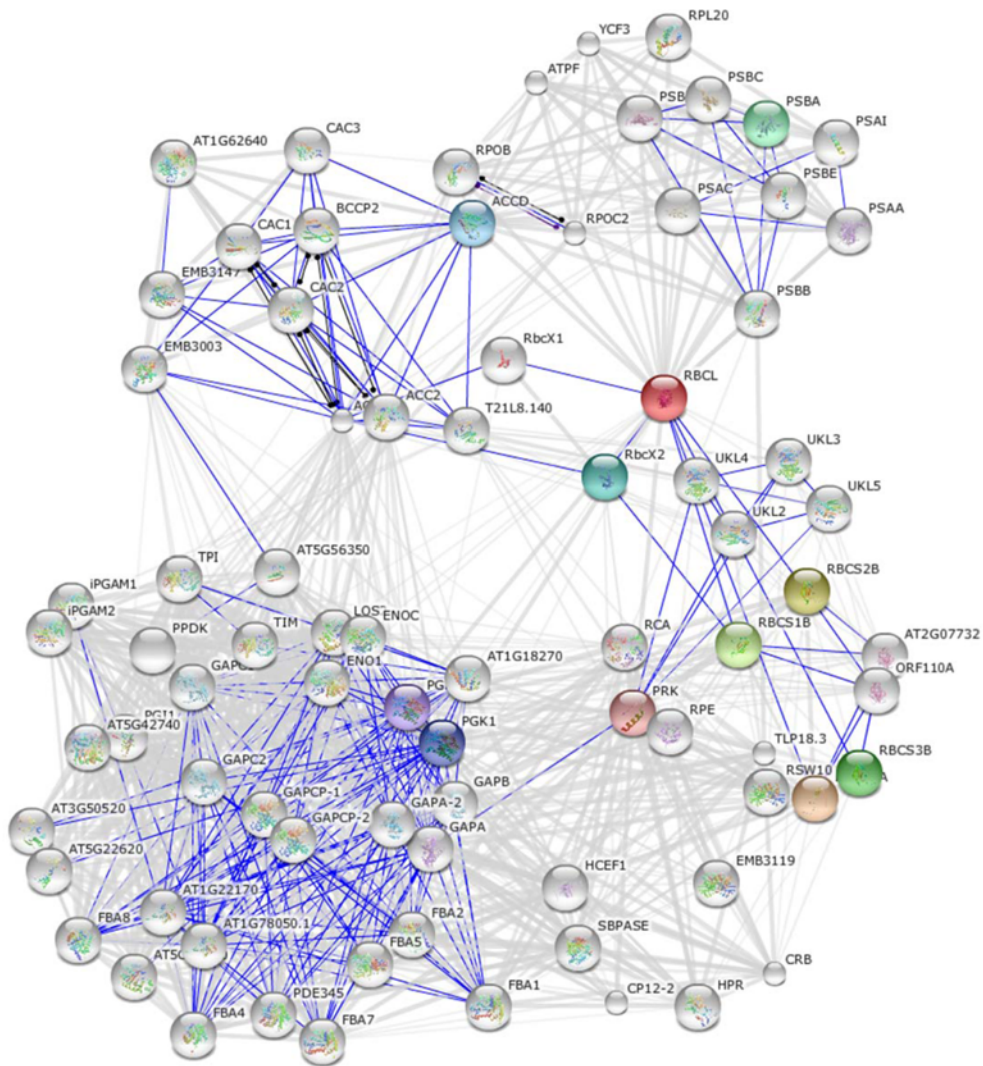 YCF3
RPL20
ATPF
PSBC
PSB
PSBA
PSAI
CAC3
AT1G62640
RPOB
ACCD
PSAC
PSBE
PSAA
BCCP2
CAC1
RPOC2
EMB3147
CAC2
PSBB
EMB3003
RbcX1
RBCL
ACC2
T21L8.140
UKL3
RbcX2
UKL4
UKL5
UKL2
AT5G56350
TPI
RBCS2B
iPGAM1
iPGAM2
PPDK
TIM
ENOC
RCA
RBCS1B
AT2G07732
ENO1
AT1G18270
ORF110A
PRK
PGK1
RPE
AT5G42740
TLP18.3
GAPC2
GAPB
RSW10
RBCS3B
GAPCP-1
GAPA-2
AT3G50520
GAPCP-2
GAPA
AT5G22620
HCEF1
EMB3119
AT1G22170
FBA8
AT1G78050.1
FBA2
SBPASE
FBA5
CRB
PDE345
FBA1
CP12-2
HPR
FBA4
FBA7